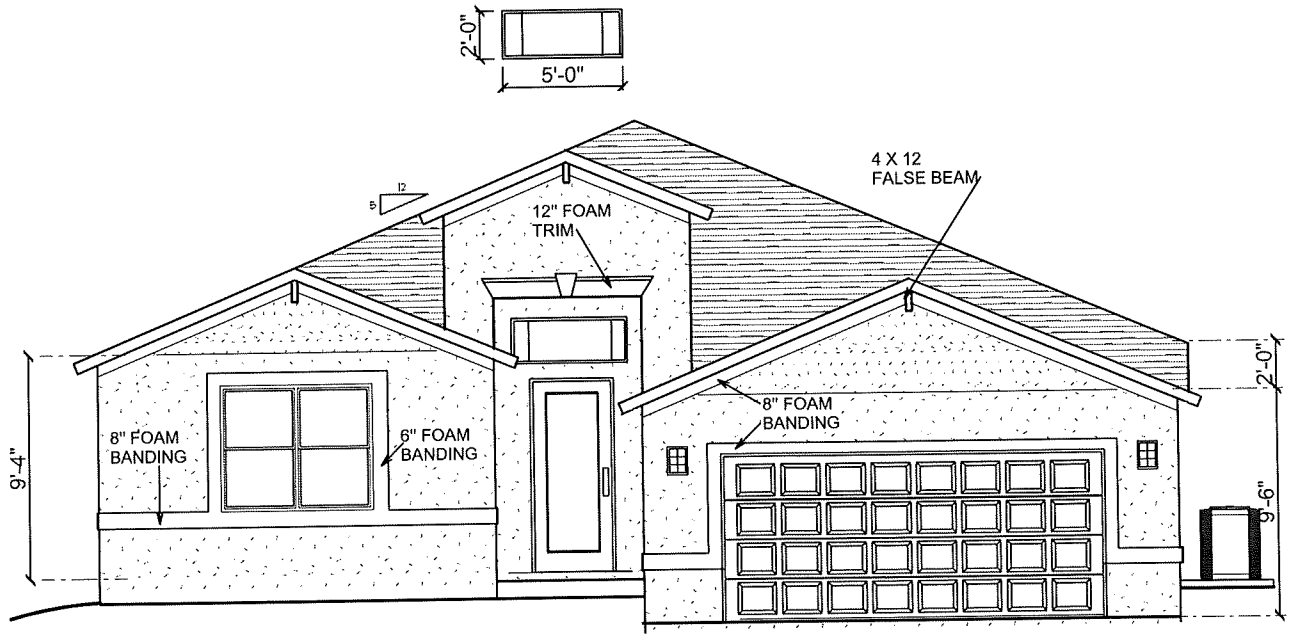 2'-0"
5'-0"
4 X 12
FALSE BEAM
12
12" FOAM
TRIM
2'-0"
8" FOAM
BANDING
8" FOAM
BANDING
6" FOAM
BANDING
9'-4"
9'-6"